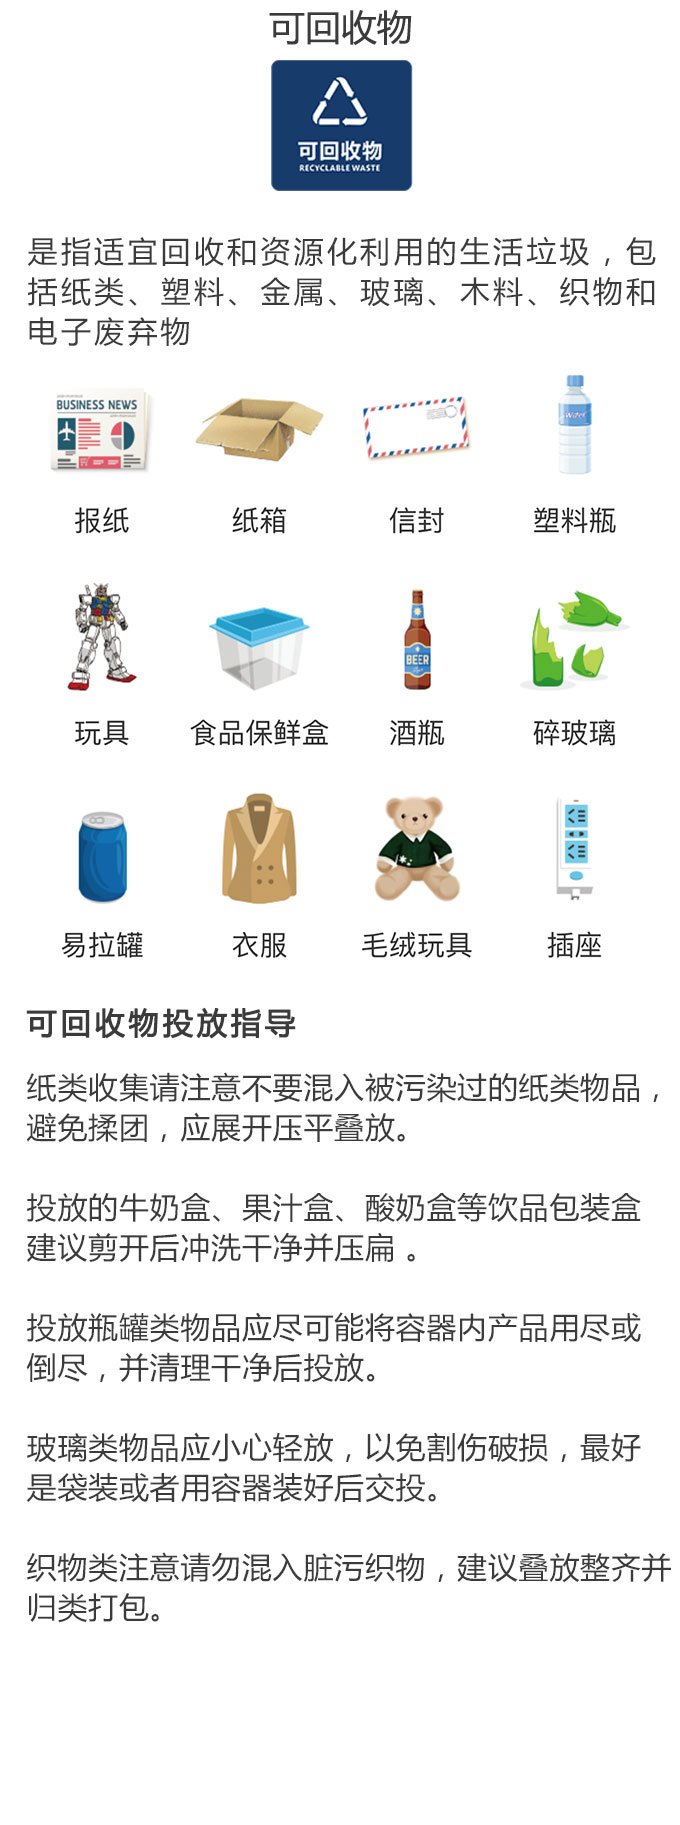 可回收物
可回收物
RECYCLABLE WASTE
是指适宜回收和资源化利用的生活垃圾，包
括纸类、塑料、金属、玻璃、木料、织物和
电子废弃物
BUSINESS NEWS
Water
报纸 纸箱 信封 塑料瓶
BEER
玩具 食品保鲜盒 酒瓶 碎玻璃
易拉罐 衣服 毛绒玩具 插座
可回收物投放指导
纸类收集请注意不要混入被污染过的纸类物品，
避免揉团，应展开压平叠放。
投放的牛奶盒、果汁盒、酸奶盒等饮品包装盒
建议剪开后冲洗干净并压扁 。
投放瓶罐类物品应尽可能将容器内产品用尽或
倒尽，并清理干净后投放。
玻璃类物品应小心轻放，以免割伤破损，最好
是袋装或者用容器装好后交投。
织物类注意请勿混入脏污织物，建议叠放整齐并
归类打包。